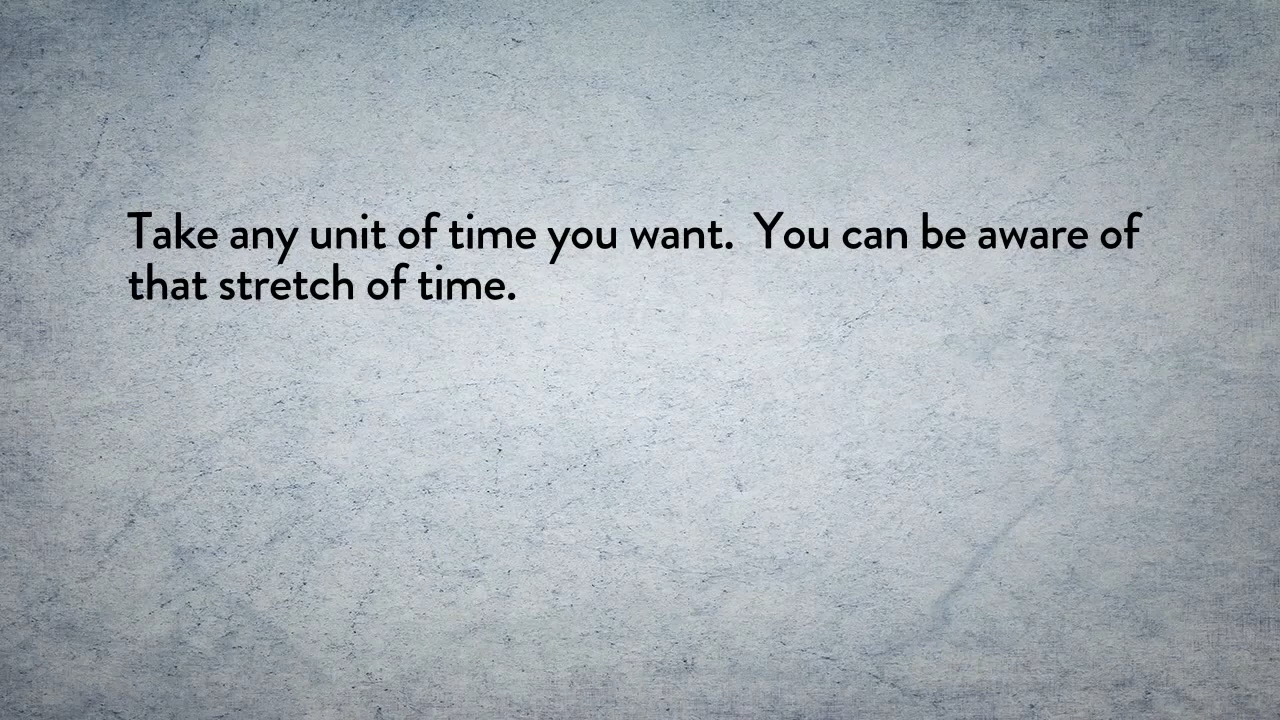 Take any unit of time you want.  You can be aware of
that stretch of time.